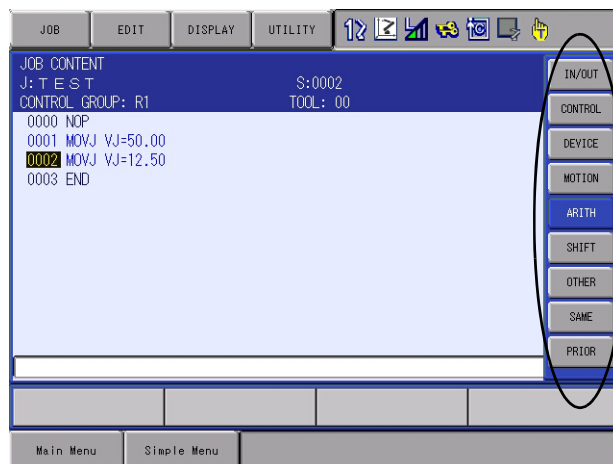 JOB EDIT DISPLAY UTILITY
JOB CONTENT
J:TEST S:0002
CONTROL GROUP: R1 TOOL: 00
0000 NOP
0001 MOVJ VJ=50.00
0002 MOVJ VJ=12.50
0003 END
IN/OUT
CONTROL
DEVICE
MOTION
ARITH
SHIFT
OTHER
SAME
PRIOR
Main Menu Simple Menu